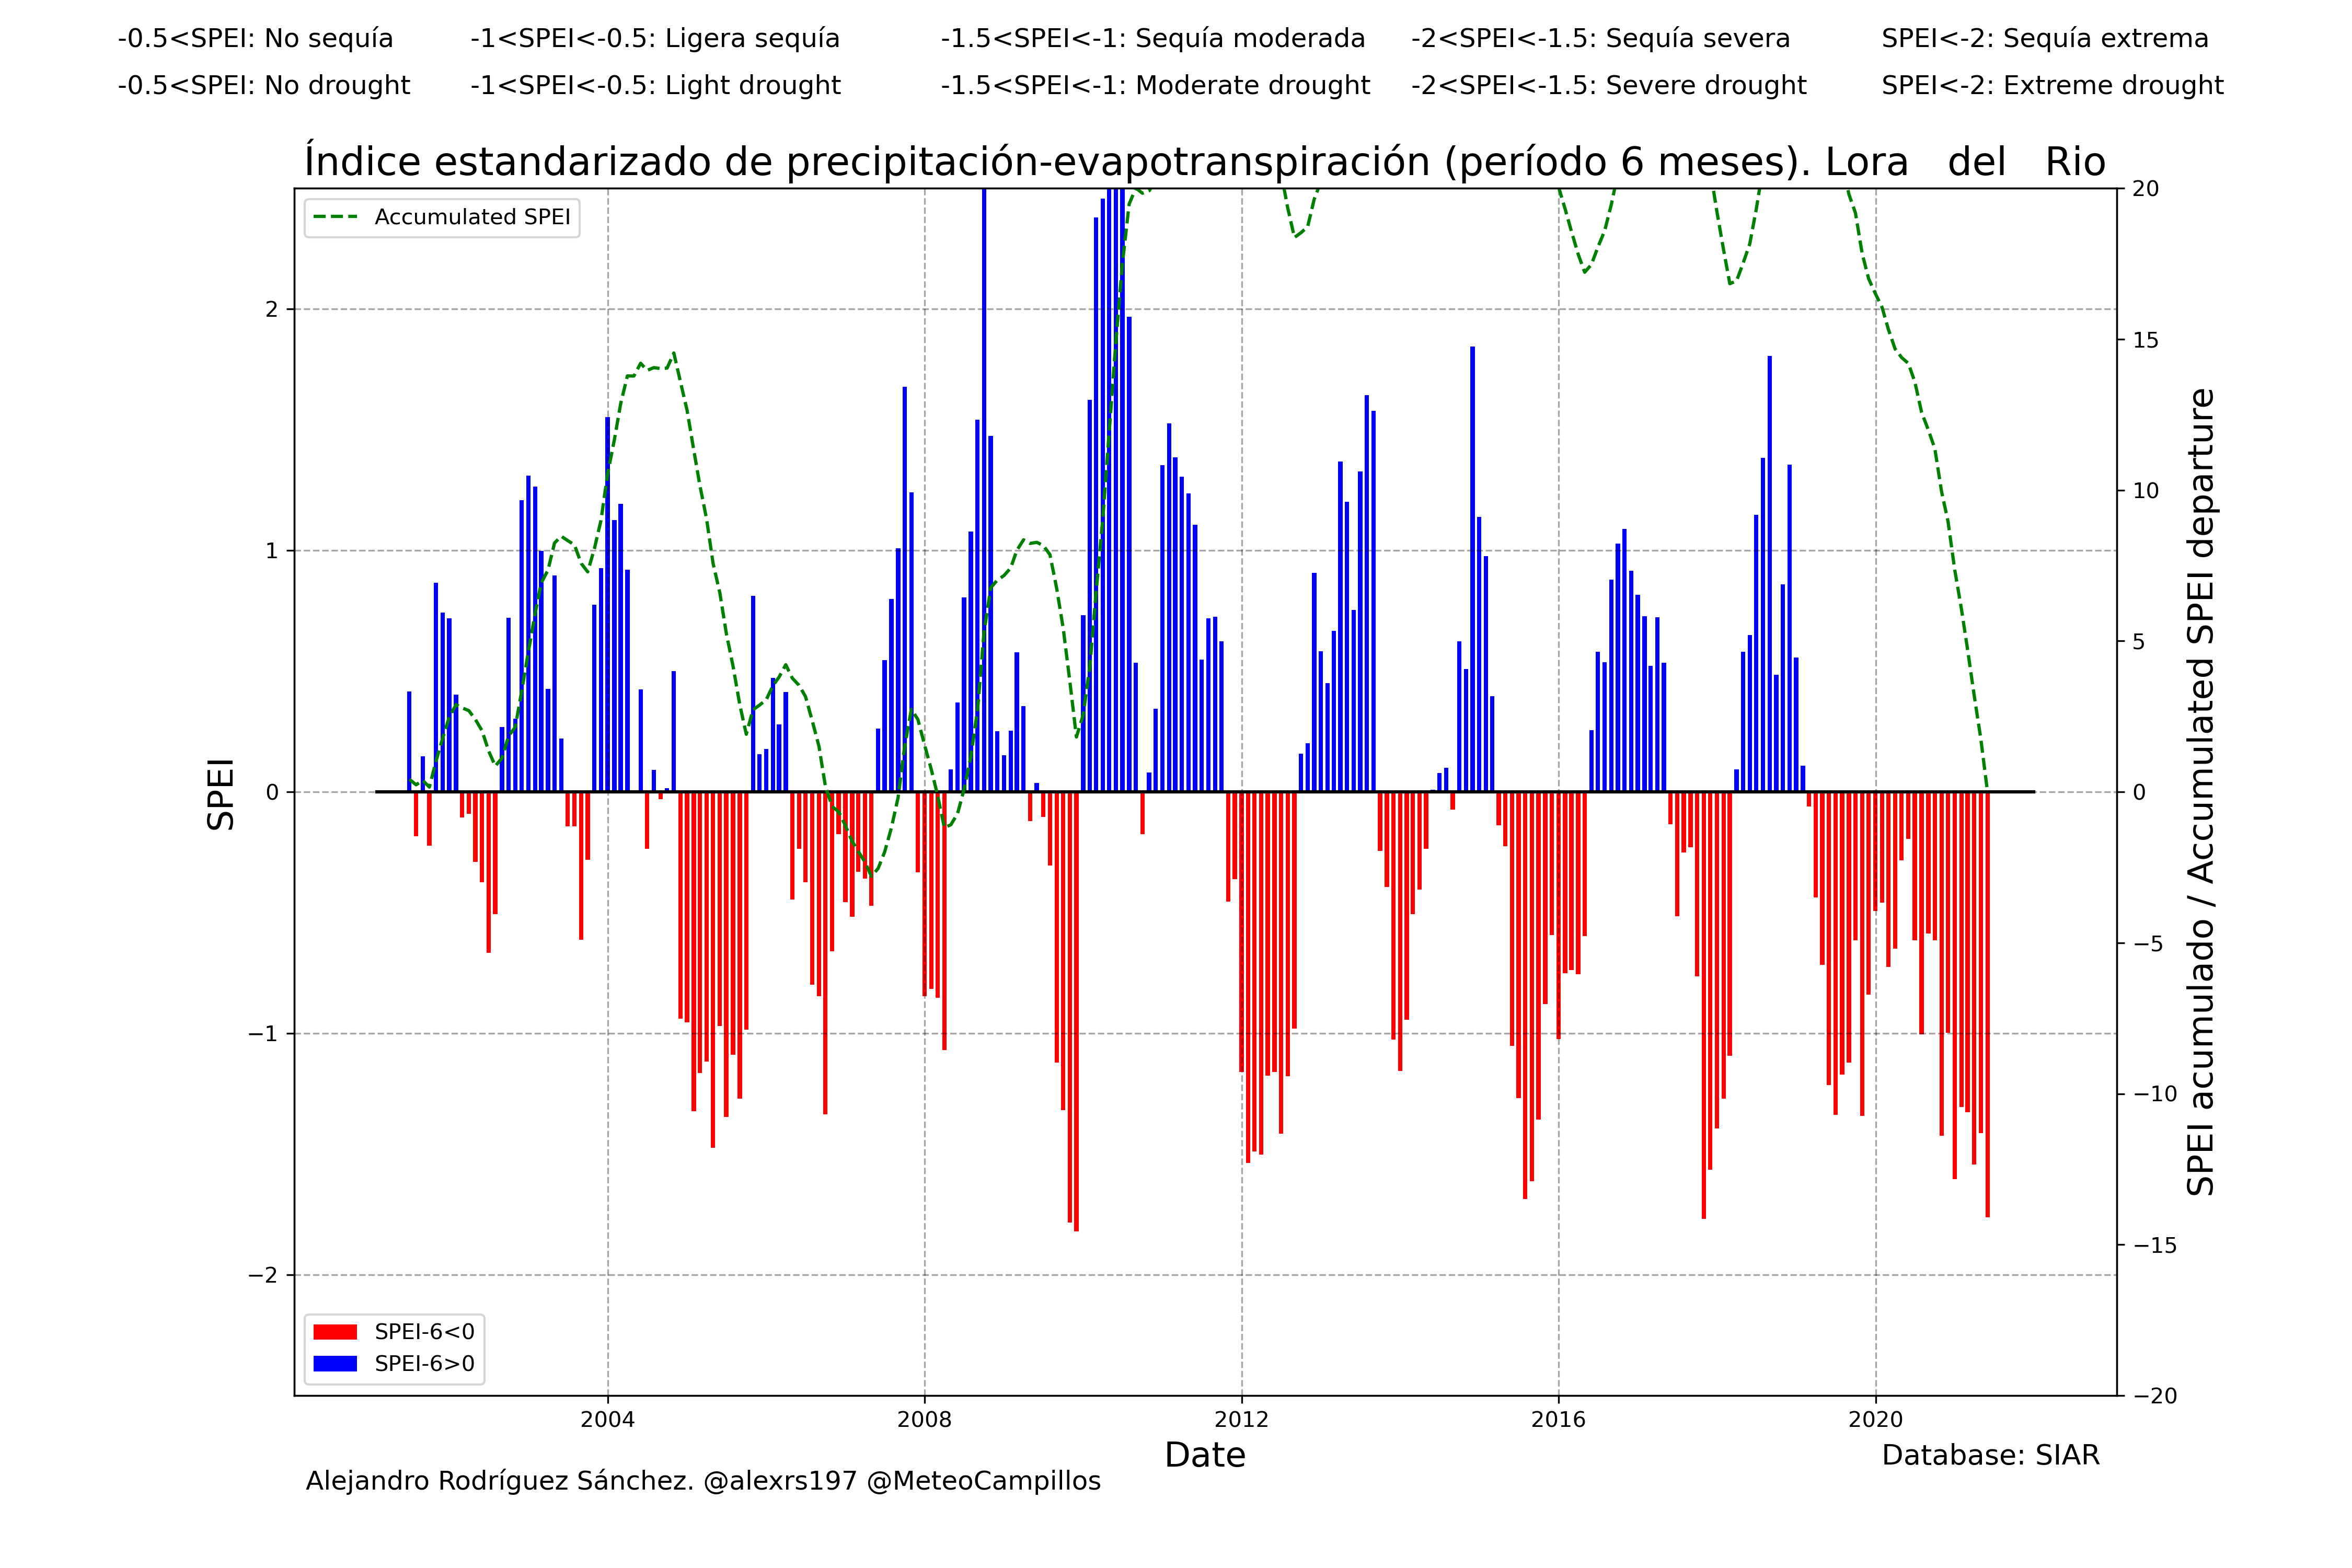 -0.5<SPEI: No sequía -1<SPEI<-0.5: Ligera sequía -1.5<SPEI<-1: Sequía moderada -2<SPEI<-1.5: Sequía severa SPEI<-2: Sequía extrema
-0.5<SPEI: No drought -1<SPEI<-0.5: Light drought -1.5<SPEI<-1: Moderate drought -2<SPEI<-1.5: Severe drought SPEI<-2: Extreme drought
Índice estandarizado de precipitación-evapotranspiración (período 6 meses). Lora del Rio
Accumulated SPEI
SPEI
2
1
0
−1
−2
20
15
10
5
0
−5
−10
−15
−20
SPEI acumulado / Accumulated SPEI departure
SPEI-6<0
SPEI-6>0
2004 2008 2012 2016 2020
Date
Database: SIAR
Alejandro Rodríguez Sánchez. @alexrs197 @MeteoCampillos